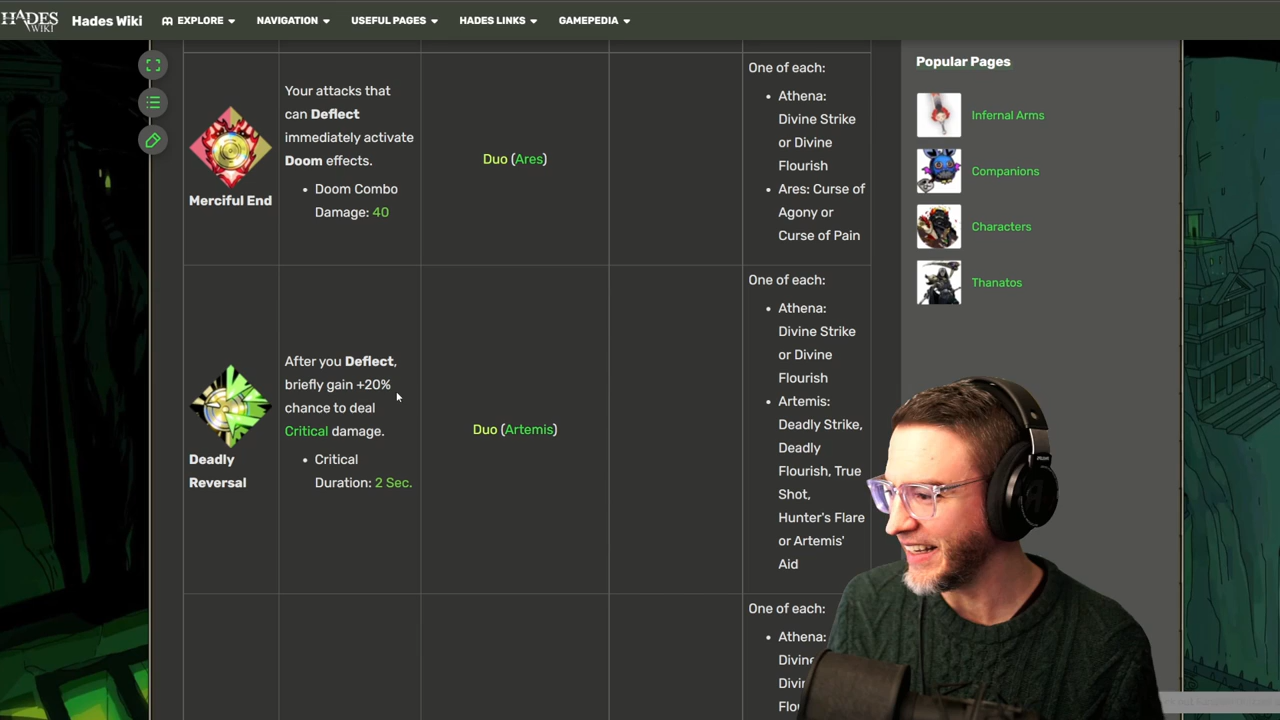 HADES
WIKI
Hades Wiki
EXPLORE
NAVIGATION
USEFUL PAGES
HADES LINKS
GAMEPEDIA
Merciful End
Your attacks that
can Deflect
immediately activate
Doom effects.
• Doom Combo
Damage: 40
Duo (Ares)
One of each:
• Athena:
Divine Strike
or Divine
Flourish
• Ares: Curse of
Agony or
Curse of Pain
Deadly
Reversal
After you Deflect,
briefly gain +20%
chance to deal
Critical damage.
• Critical
Duration: 2 Sec.
Duo (Artemis)
One of each:
• Athena:
Divine Strike
or Divine
Flourish
• Artemis:
Deadly Strike,
Deadly
Flourish, True
Shot,
Hunter's Flare
or Artemis'
Aid
One of each:
• Athena:
Popular Pages
Infernal Arms
Companions
Characters
Thanatos